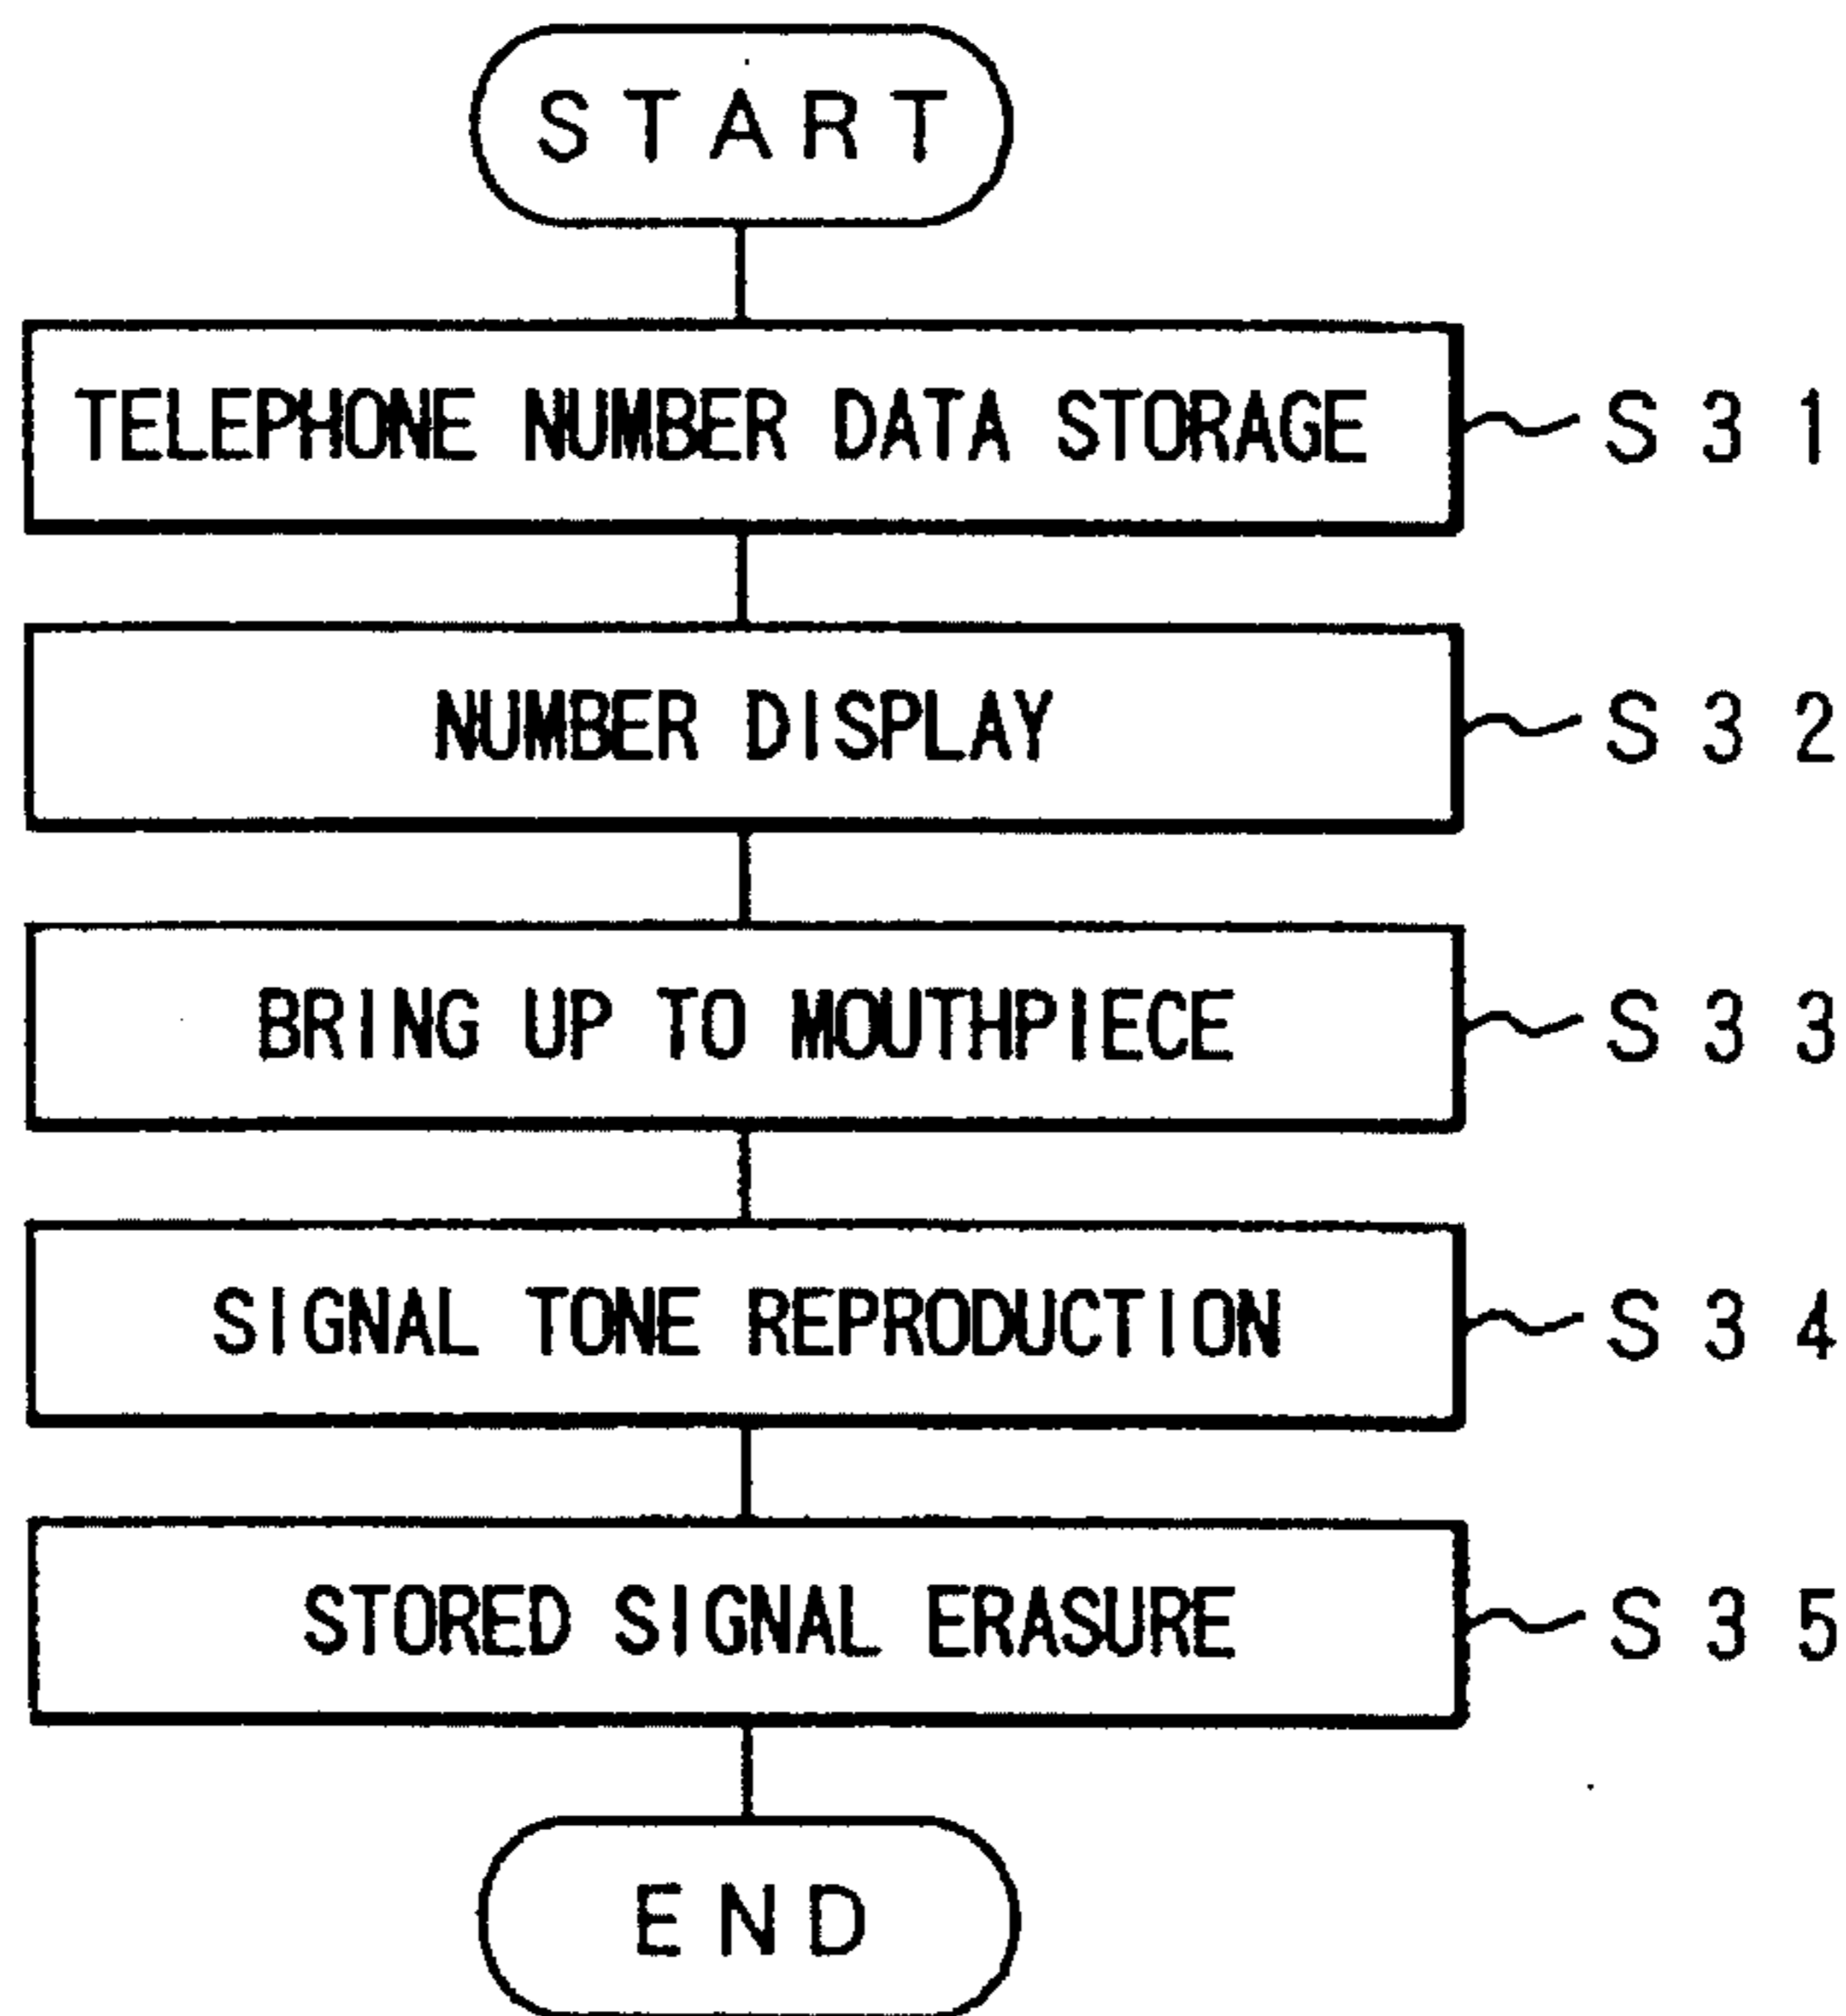 START
TELEPHONE NUMBER DATA STORAGE S31
NUMBER DISPLAY S32
BRING UP TO MOUTHPIECE S33
SIGNAL TONE REPRODUCTION S34
STORED SIGNAL ERASURE S35
END